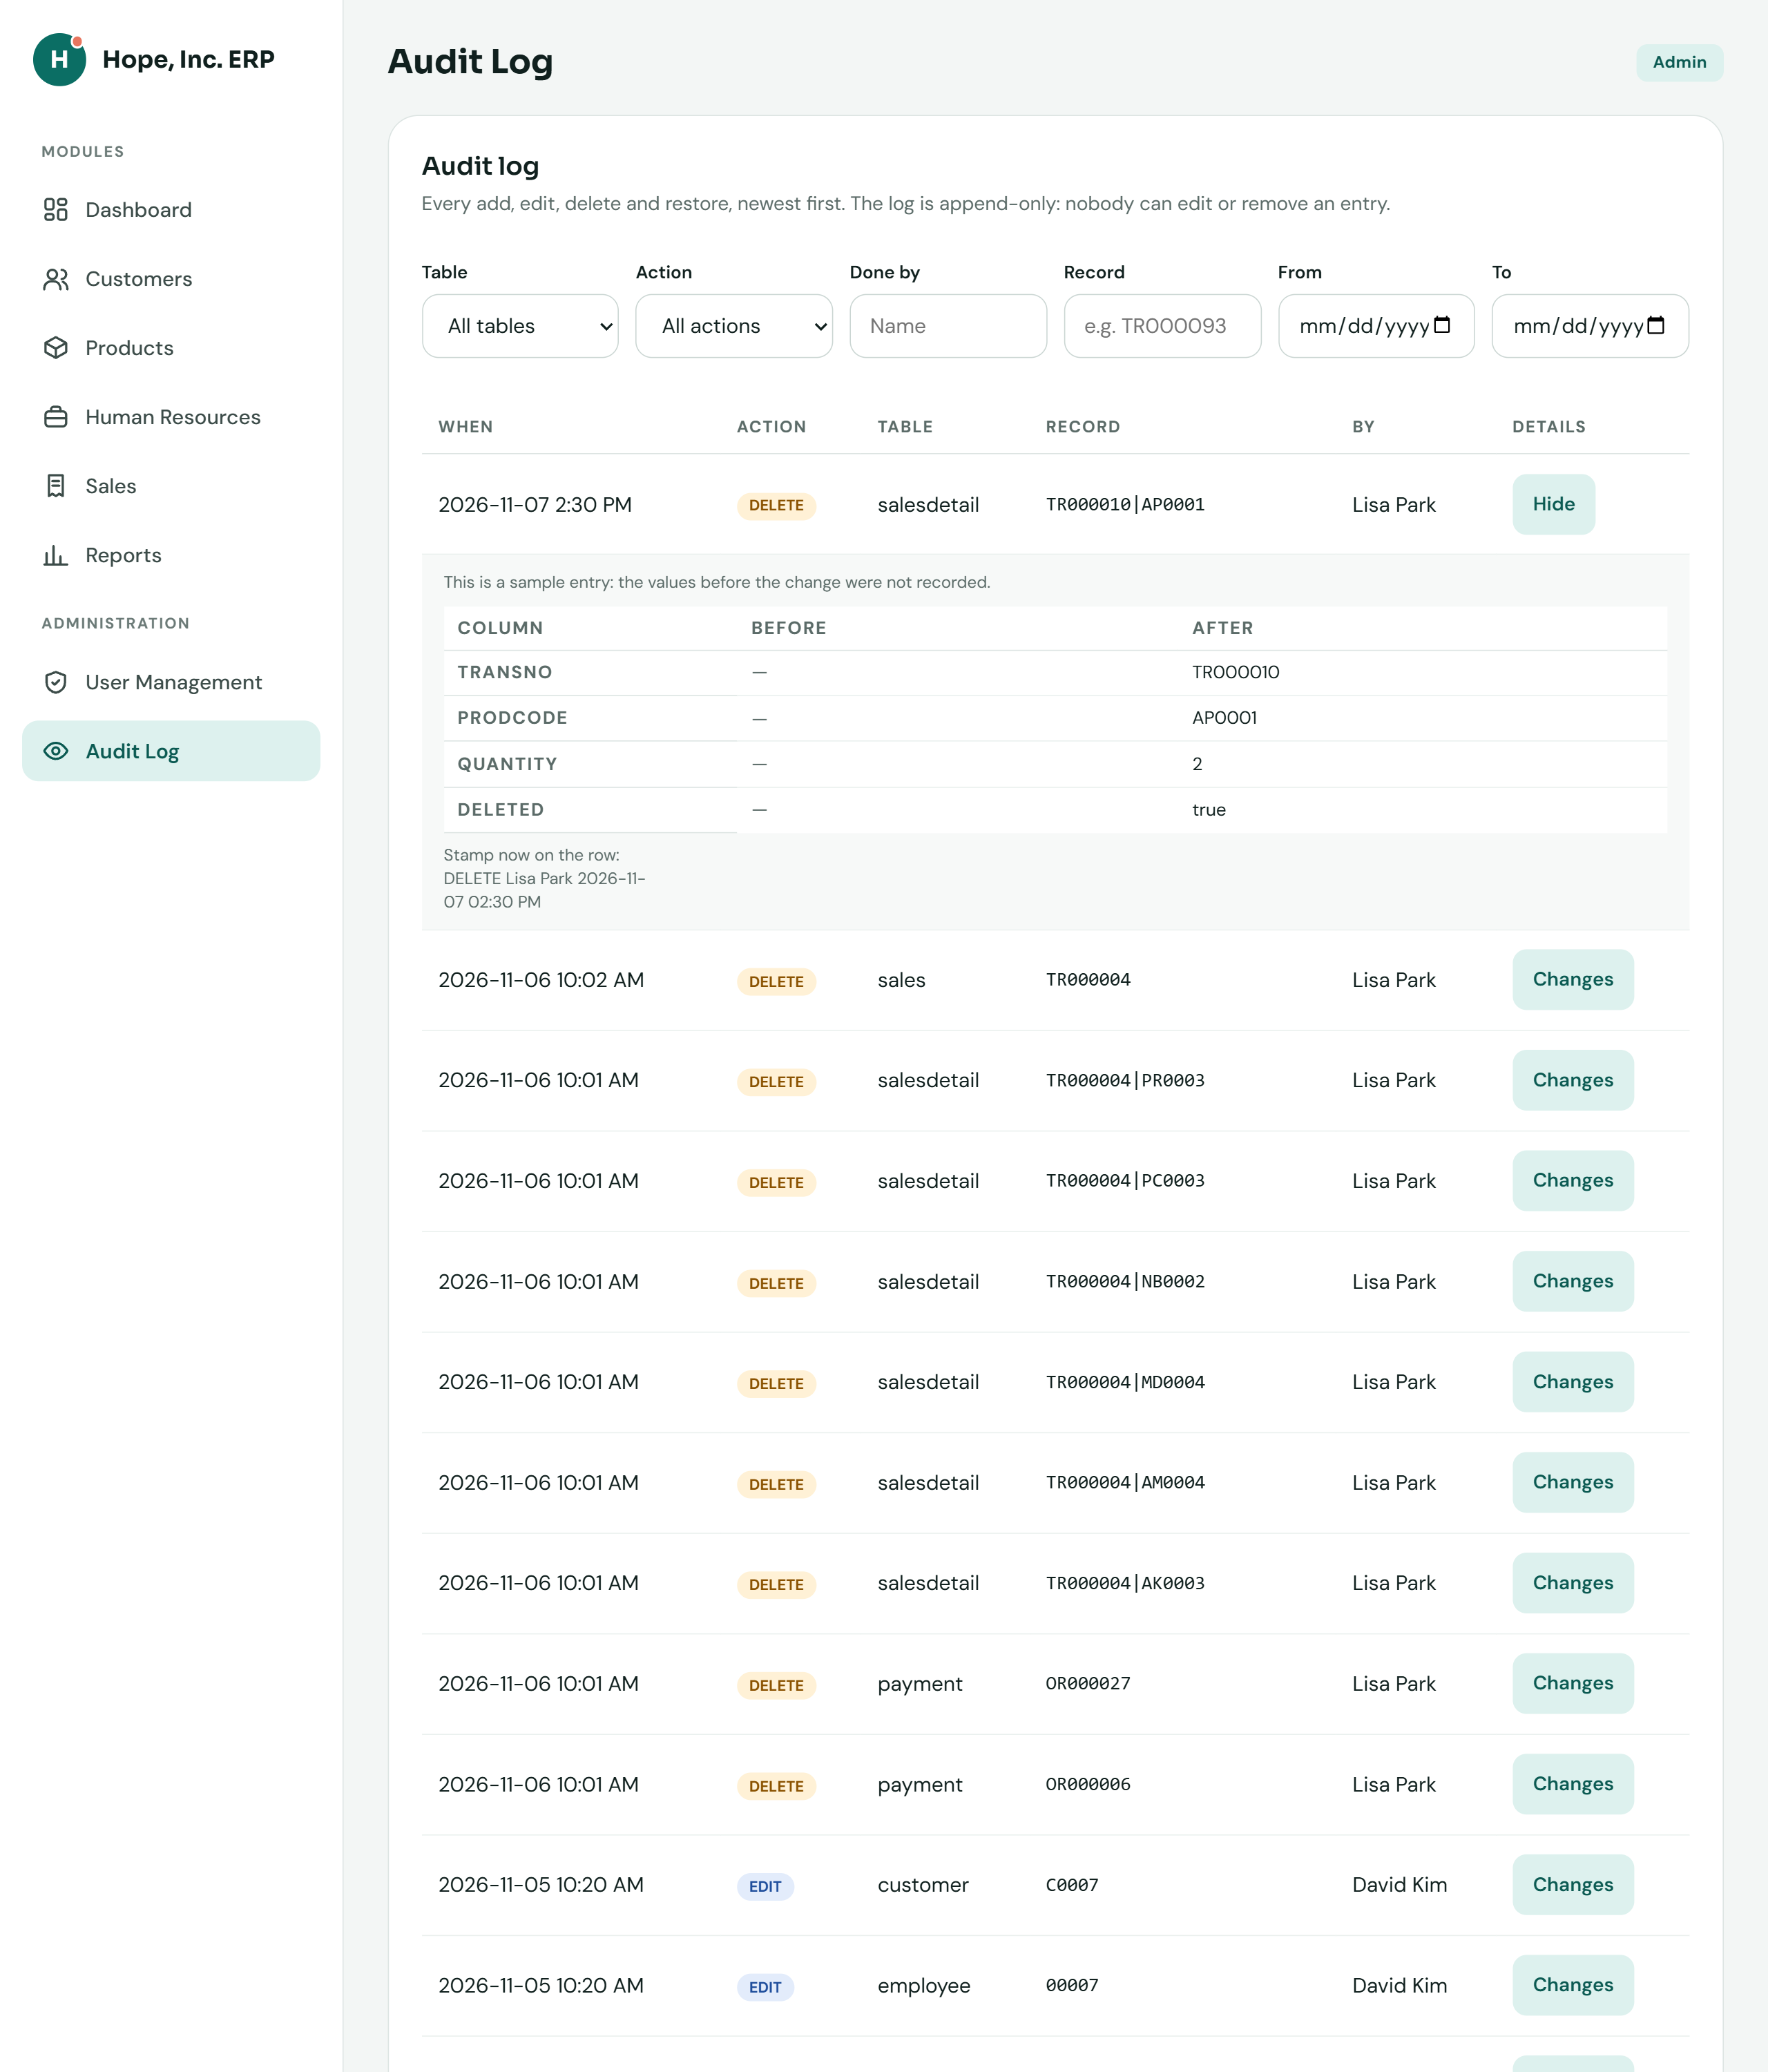 H
Hope, Inc. ERP
MODULES
Dashboard
Customers
Products
Human Resources
Sales
Reports
ADMINISTRATION
User Management
Audit Log
Audit Log
Admin
Audit log
Every add, edit, delete and restore, newest first. The log is append-only: nobody can edit or remove an entry.
Table Action Done by Record From To
All tables All actions Name e.g. TR000093 mm/dd/yyyy mm/dd/yyyy
WHEN ACTION TABLE RECORD BY DETAILS
2026-11-07 2:30 PM DELETE salesdetail TR000010|AP0001 Lisa Park Hide
This is a sample entry: the values before the change were not recorded.
COLUMN BEFORE AFTER
TRANSNO — TR000010
PRODCODE — AP0001
QUANTITY — 2
DELETED — true
Stamp now on the row:
DELETE Lisa Park 2026-11-
07 02:30 PM
2026-11-06 10:02 AM DELETE sales TR000004 Lisa Park Changes
2026-11-06 10:01 AM DELETE salesdetail TR000004|PR0003 Lisa Park Changes
2026-11-06 10:01 AM DELETE salesdetail TR000004|PC0003 Lisa Park Changes
2026-11-06 10:01 AM DELETE salesdetail TR000004|NB0002 Lisa Park Changes
2026-11-06 10:01 AM DELETE salesdetail TR000004|MD0004 Lisa Park Changes
2026-11-06 10:01 AM DELETE salesdetail TR000004|AM0004 Lisa Park Changes
2026-11-06 10:01 AM DELETE salesdetail TR000004|AK0003 Lisa Park Changes
2026-11-06 10:01 AM DELETE payment OR000027 Lisa Park Changes
2026-11-06 10:01 AM DELETE payment OR000006 Lisa Park Changes
2026-11-05 10:20 AM EDIT customer C0007 David Kim Changes
2026-11-05 10:20 AM EDIT employee 00007 David Kim Changes